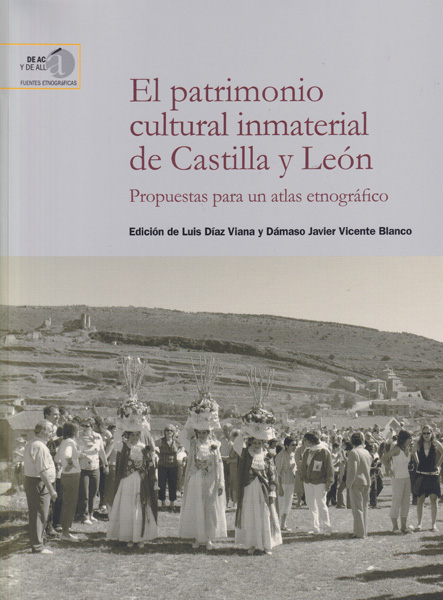 DE AC
Y DE ALL
á
FUENTES ETNOGRÁFICAS
El patrimonio
cultural inmaterial
de Castilla y León
Propuestas para un atlas etnográfico
Edición de Luis Díaz Viana y Dámaso Javier Vicente Blanco